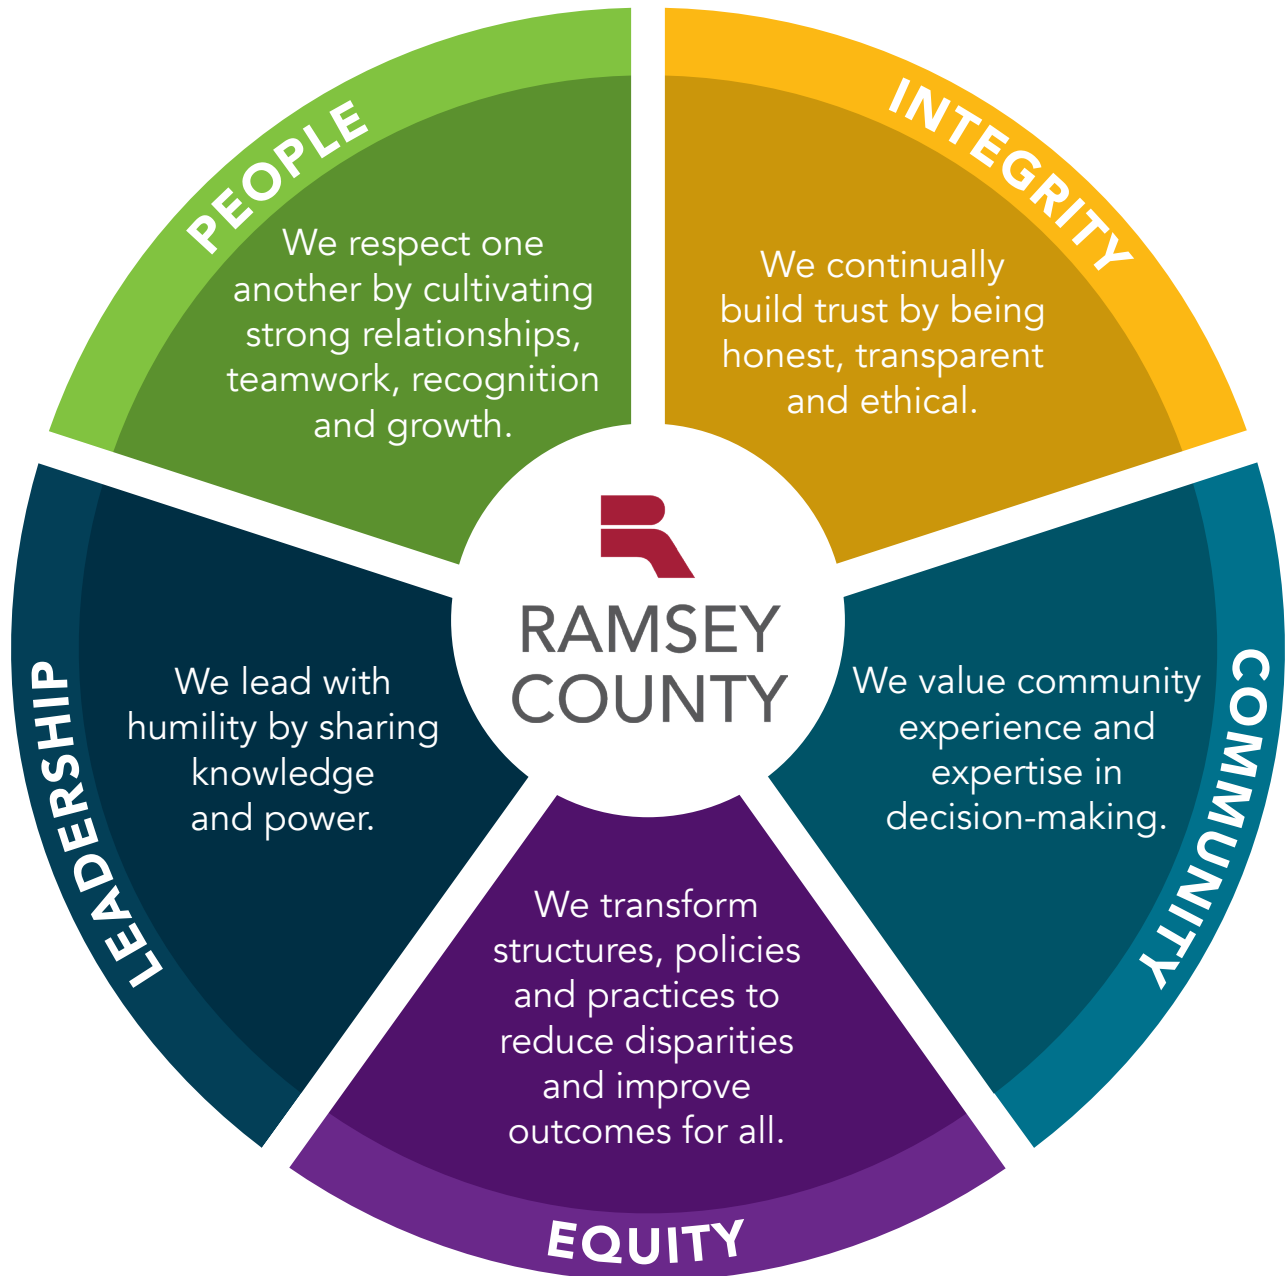 PEOPLE
We respect one
another by cultivating
strong relationships,
teamwork, recognition
and growth.
INTEGRITY
We continually
build trust by being
honest, transparent
and ethical.
RAMSEY
COUNTY
LEADERSHIP
We lead with
humility by sharing
knowledge
and power.
COMMUNITY
We value community
experience and
expertise in
decision-making.
We transform
structures, policies
and practices to
reduce disparities
and improve
outcomes for all.
EQUITY